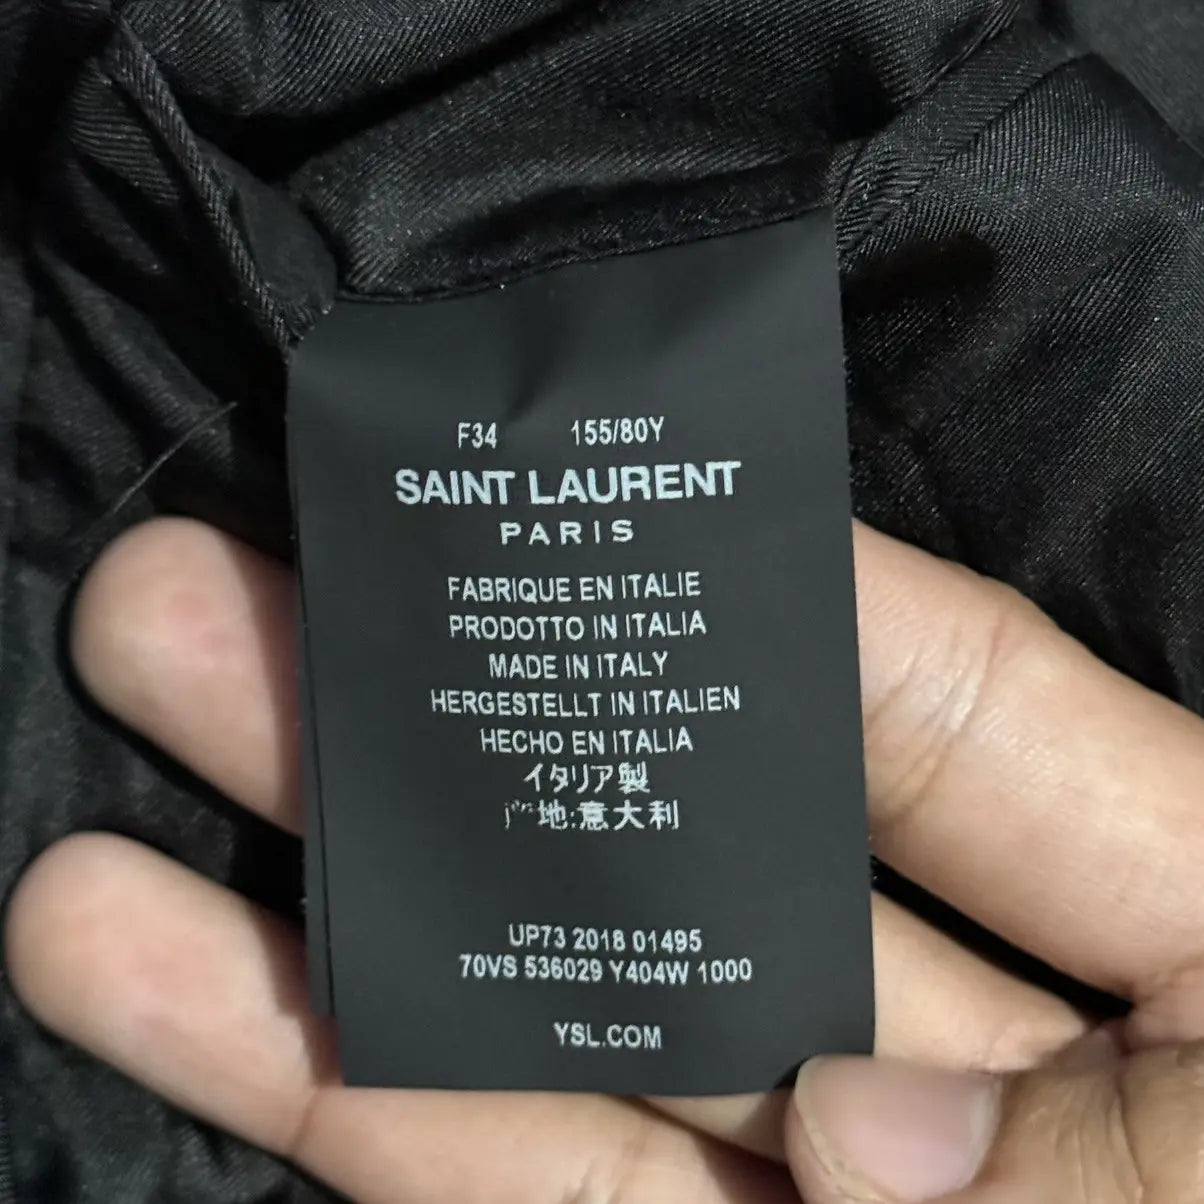 F34 155/80Y
SAINT LAURENT
PARIS
FABRIQUE EN ITALIE
PRODOTTO IN ITALIA
MADE IN ITALY
HERGESTELLT IN ITALIEN
HECHO EN ITALIA
イタリア製
地:意大利
UP73 2018 01495
70VS 536029 Y404W 1000
YSL.COM